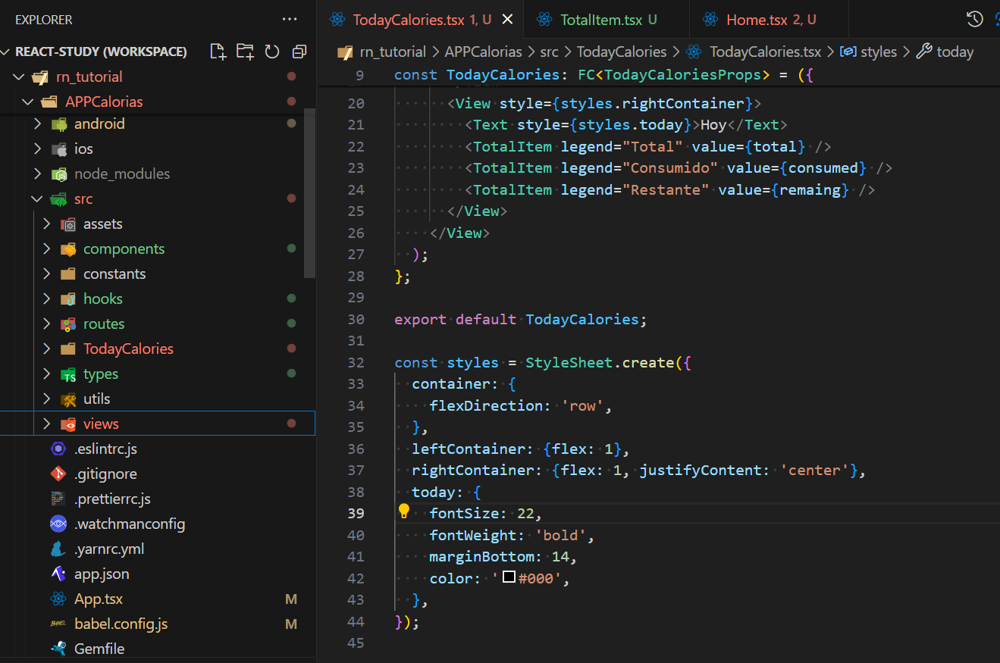 EXPLORER
REACT-STUDY (WORKSPACE)
rn_tutorial
APPCalorias
android
ios
node_modules
src
assets
components
constants
hooks
routes
TodayCalories
types
utils
views
.eslintrc.js
.gitignore
.prettierrc.js
.watchmanconfig
.yarnrc.yml
app.json
App.tsx M
babel.config.js M
Gemfile
TodayCalories.tsx 1, U
TotalItem.tsx U
Home.tsx 2, U
rn_tutorial > APPCalorias > src > TodayCalories > TodayCalories.tsx > styles > today
9 const TodayCalories: FC<TodayCaloriesProps> = ({
20 <View style={styles.rightContainer}>
21 <Text style={styles.today}>Hoy</Text>
22 <TotalItem legend="Total" value={total} />
23 <TotalItem legend="Consumido" value={consumed} />
24 <TotalItem legend="Restante" value={remaing} />
25 </View>
26 </View>
27 );
28 };
29
30 export default TodayCalories;
31
32 const styles = StyleSheet.create({
33 container: {
34 flexDirection: 'row',
35 },
36 leftContainer: {flex: 1},
37 rightContainer: {flex: 1, justifyContent: 'center'},
38 today: {
39 fontSize: 22,
40 fontWeight: 'bold',
41 marginBottom: 14,
42 color: '#000',
43 },
44 });
45